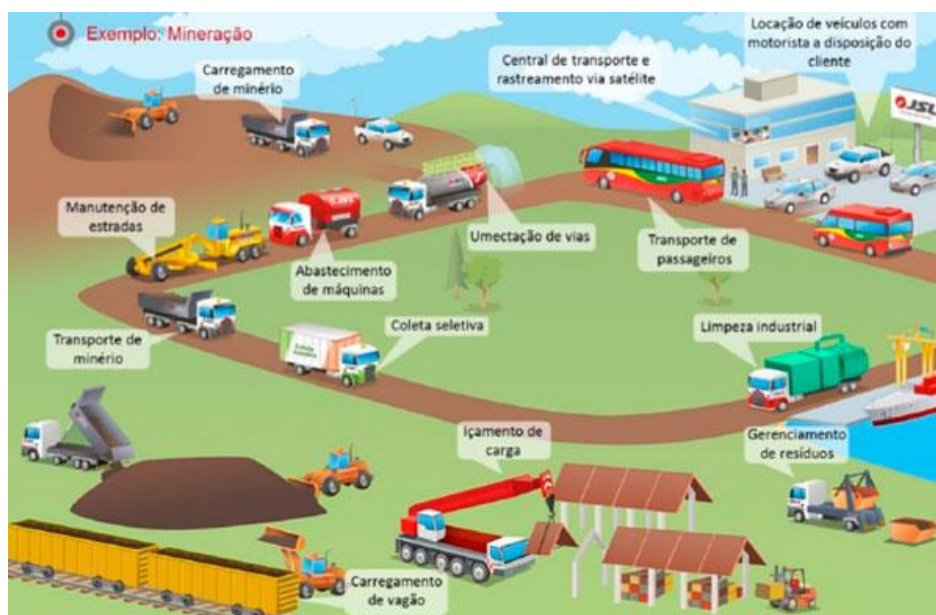 Exemplo: Mineração
Locação de veículos com
motorista a disposição do
cliente
Carregamento
de minério
Central de transporte e
rastreamento via satélite
JSL
Manutenção de
estradas
Umectação de vias
Transporte de
passageiros
Abastecimento
de máquinas
Transporte de
minério
Coleta seletiva
Limpeza industrial
Içamento de
carga
Gerenciamento
de resíduos
Carregamento
de vagão